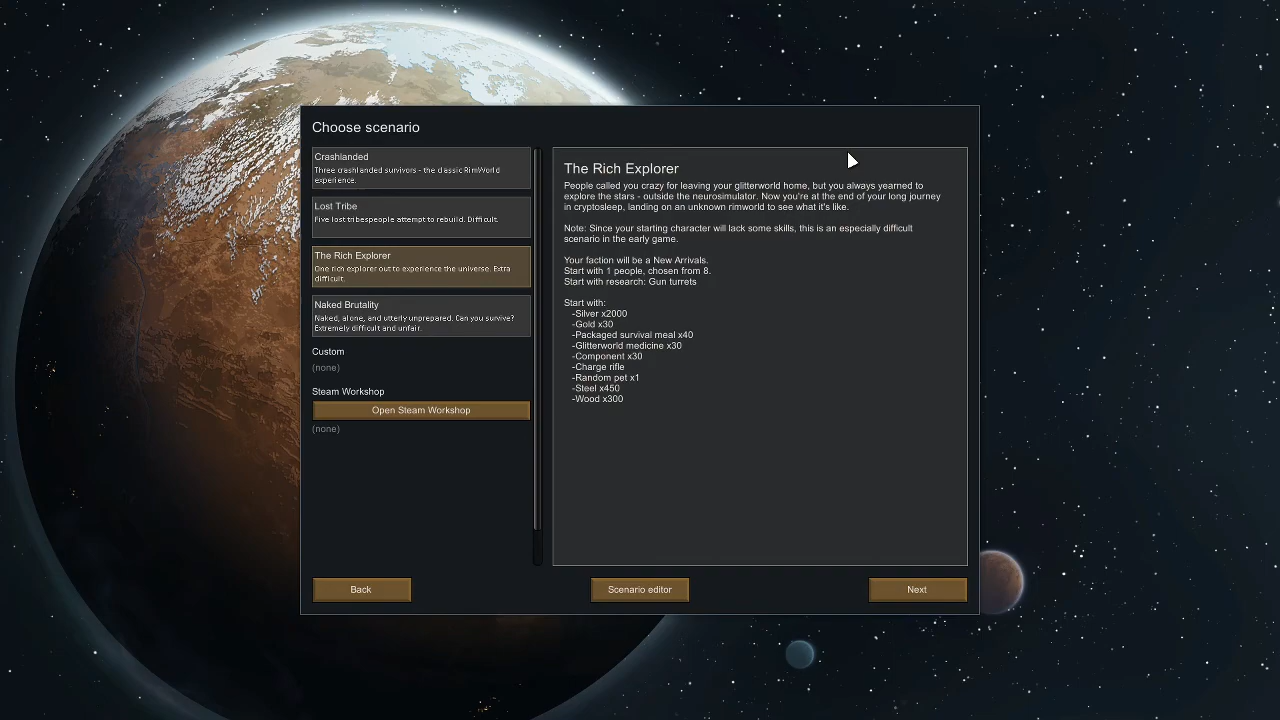 Choose scenario
Crashlanded
Three crashlanded survivors - the classic RimWorld
experience.
Lost Tribe
Five lost tribespeople attempt to rebuild. Difficult.
The Rich Explorer
One rich explorer out to experience the universe. Extra
difficult.
Naked Brutality
Naked, alone, and utterly unprepared. Can you survive?
Extremely difficult and unfair.
Custom
(none)
Steam Workshop
Open Steam Workshop
(none)
The Rich Explorer
People called you crazy for leaving your glitterworld home, but you always yearned to
explore the stars - outside the neurosimulator. Now you're at the end of your long journey
in cryptosleep, landing on an unknown rimworld to see what it's like.
Note: Since your starting character will lack some skills, this is an especially difficult
scenario in the early game.
Your faction will be a New Arrivals.
Start with 1 people, chosen from 8.
Start with research: Gun turrets
Start with:
-Silver x2000
-Gold x30
-Packaged survival meal x40
-Glitterworld medicine x30
-Component x30
-Charge rifle
-Random pet x1
-Steel x450
-Wood x300
Back
Scenario editor
Next